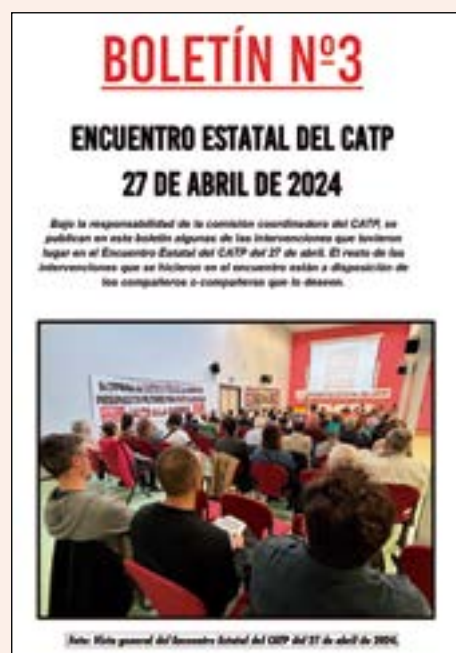 BOLETÍN Nº3
ENCUENTRO ESTATAL DEL CATP
27 DE ABRIL DE 2024
Bajo la responsabilidad de la comisión coordinadora del CATP, se
publican en este boletín algunas de las intervenciones que tuvieron
lugar en el Encuentro Estatal del CATP del 27 de abril. El resto de las
intervenciones que se hicieron en el encuentro están a disposición de
los compañeros o compañeras que lo deseen.
Foto: Vista general del Encuentro Estatal del CATP del 27 de abril de 2024.